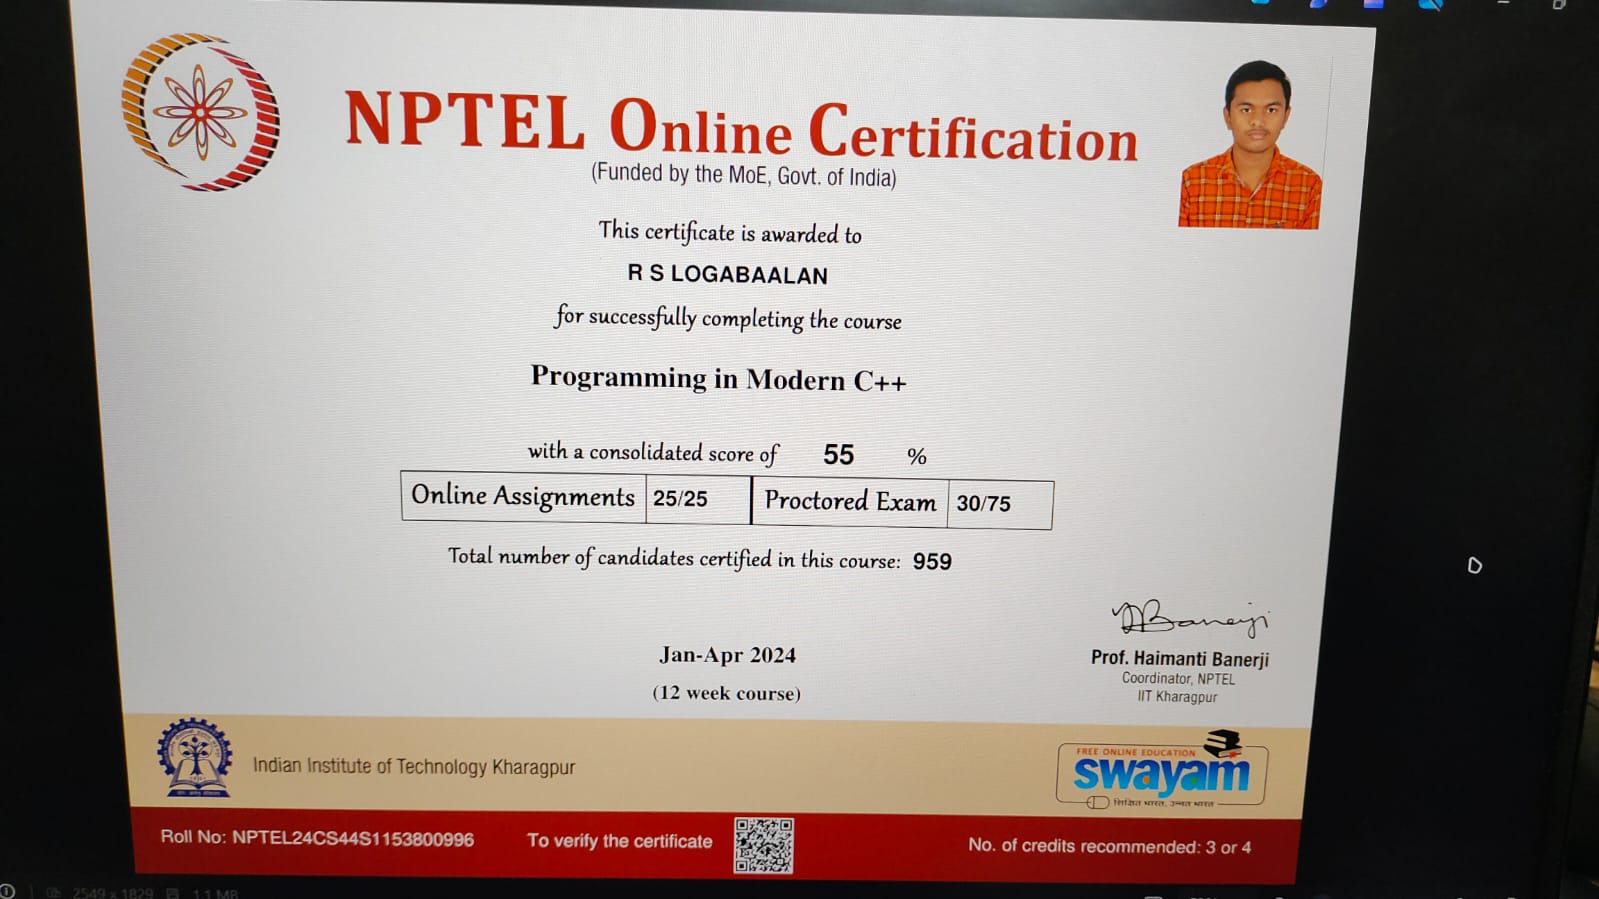 NPTEL Online Certification
(Funded by the MoE, Govt. of India)
This certificate is awarded to
R S LOGABAALAN
for successfully completing the course
Programming in Modern C++
with a consolidated score of 55 %
Online Assignments 25/25 Proctored Exam 30/75
Total number of candidates certified in this course: 959
Jan-Apr 2024
(12 week course)
Prof. Haimanti Banerji
Coordinator, NPTEL
IIT Kharagpur
Indian Institute of Technology Kharagpur
FREE ONLINE EDUCATION
swayam
शिक्षित भारत, उन्नत भारत
Roll No: NPTEL24CS44S1153800996
To verify the certificate
No. of credits recommended: 3 or 4
2549 x 1829 1.1 MB